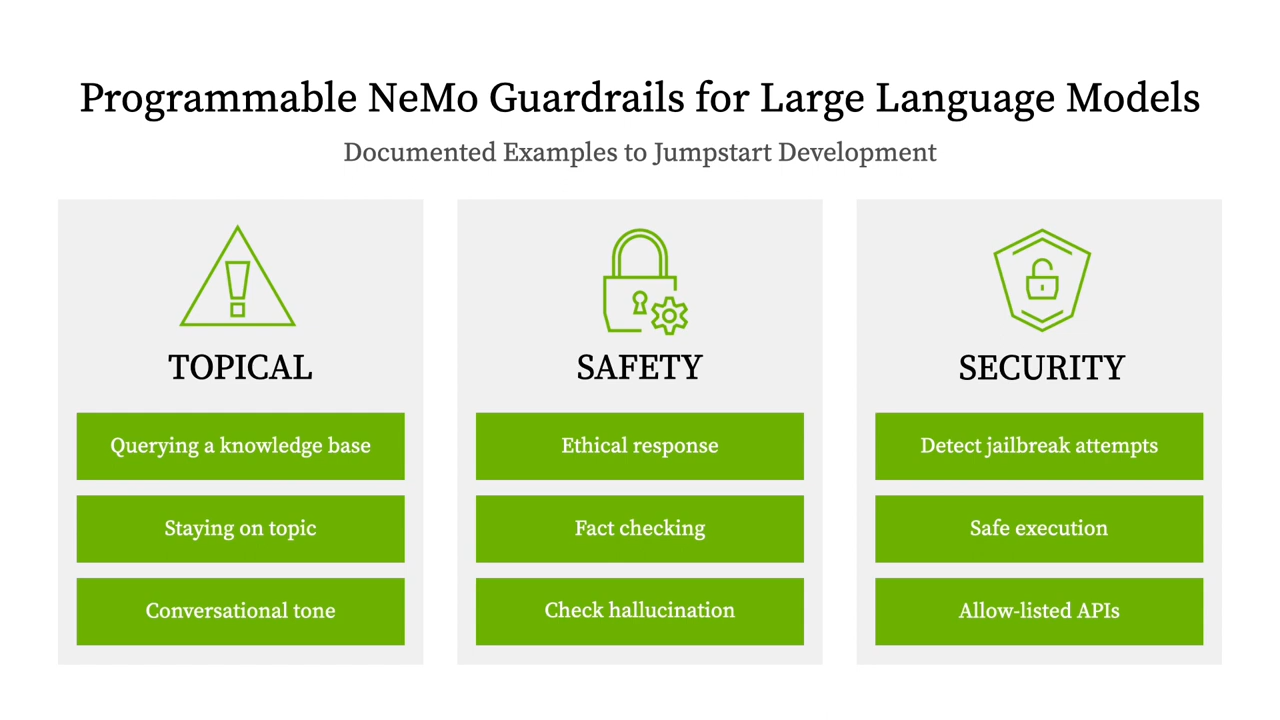 Programmable NeMo Guardrails for Large Language Models
Documented Examples to Jumpstart Development
TOPICAL
Querying a knowledge base
Staying on topic
Conversational tone
SAFETY
Ethical response
Fact checking
Check hallucination
SECURITY
Detect jailbreak attempts
Safe execution
Allow-listed APIs